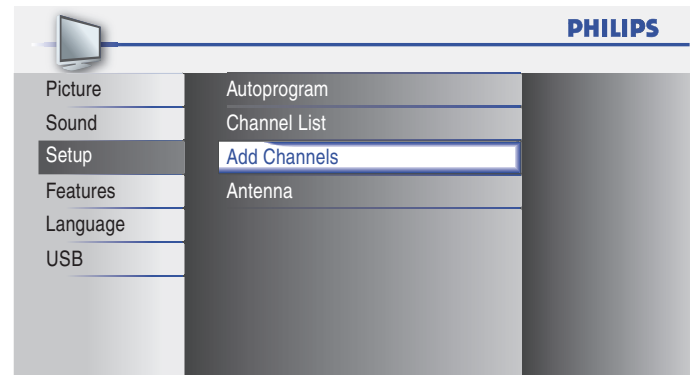 PHILIPS
Picture
Sound
Setup
Features
Language
USB
Autoprogram
Channel List
Add Channels
Antenna